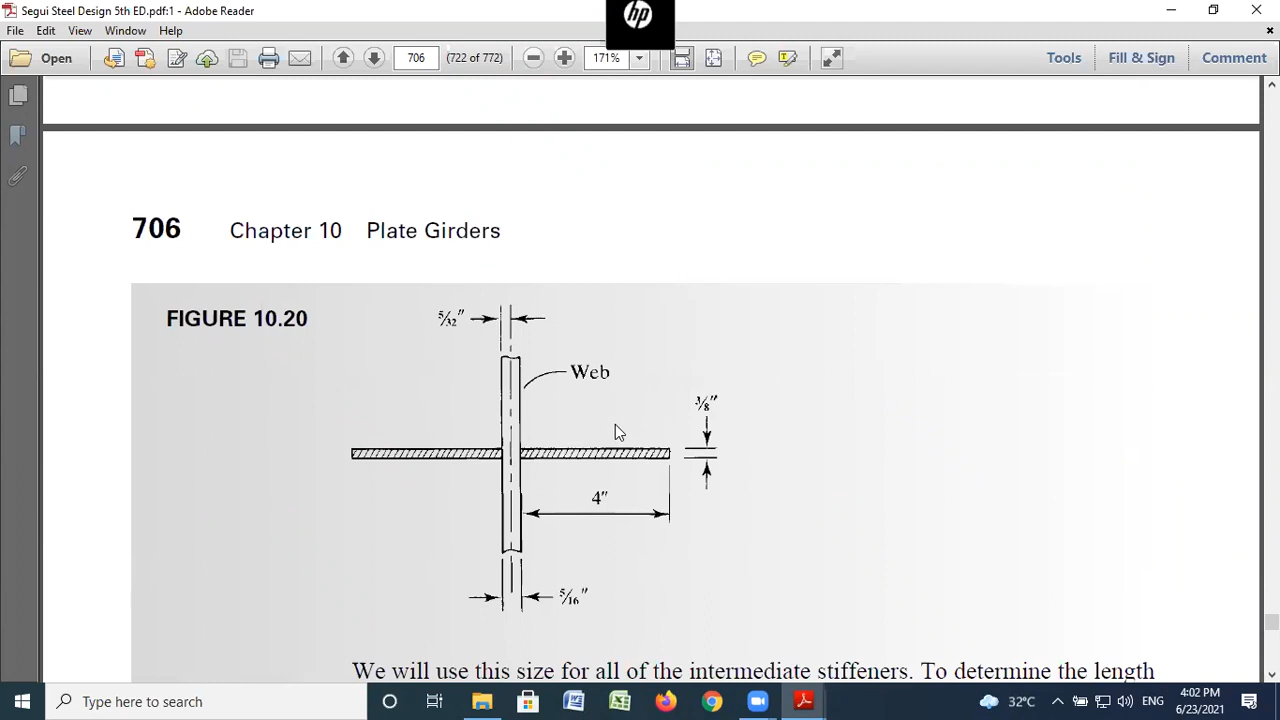 Segui Steel Design 5th ED.pdf:1 - Adobe Reader
hp
File Edit View Window Help
Open 706 (722 of 772) 171% Tools Fill & Sign Comment
706 Chapter 10 Plate Girders
FIGURE 10.20
5/32"
Web
3/8"
4"
5/16"
We will use this size for all of the intermediate stiffeners. To determine the length
Type here to search
32°C ENG
4:02 PM
6/23/2021